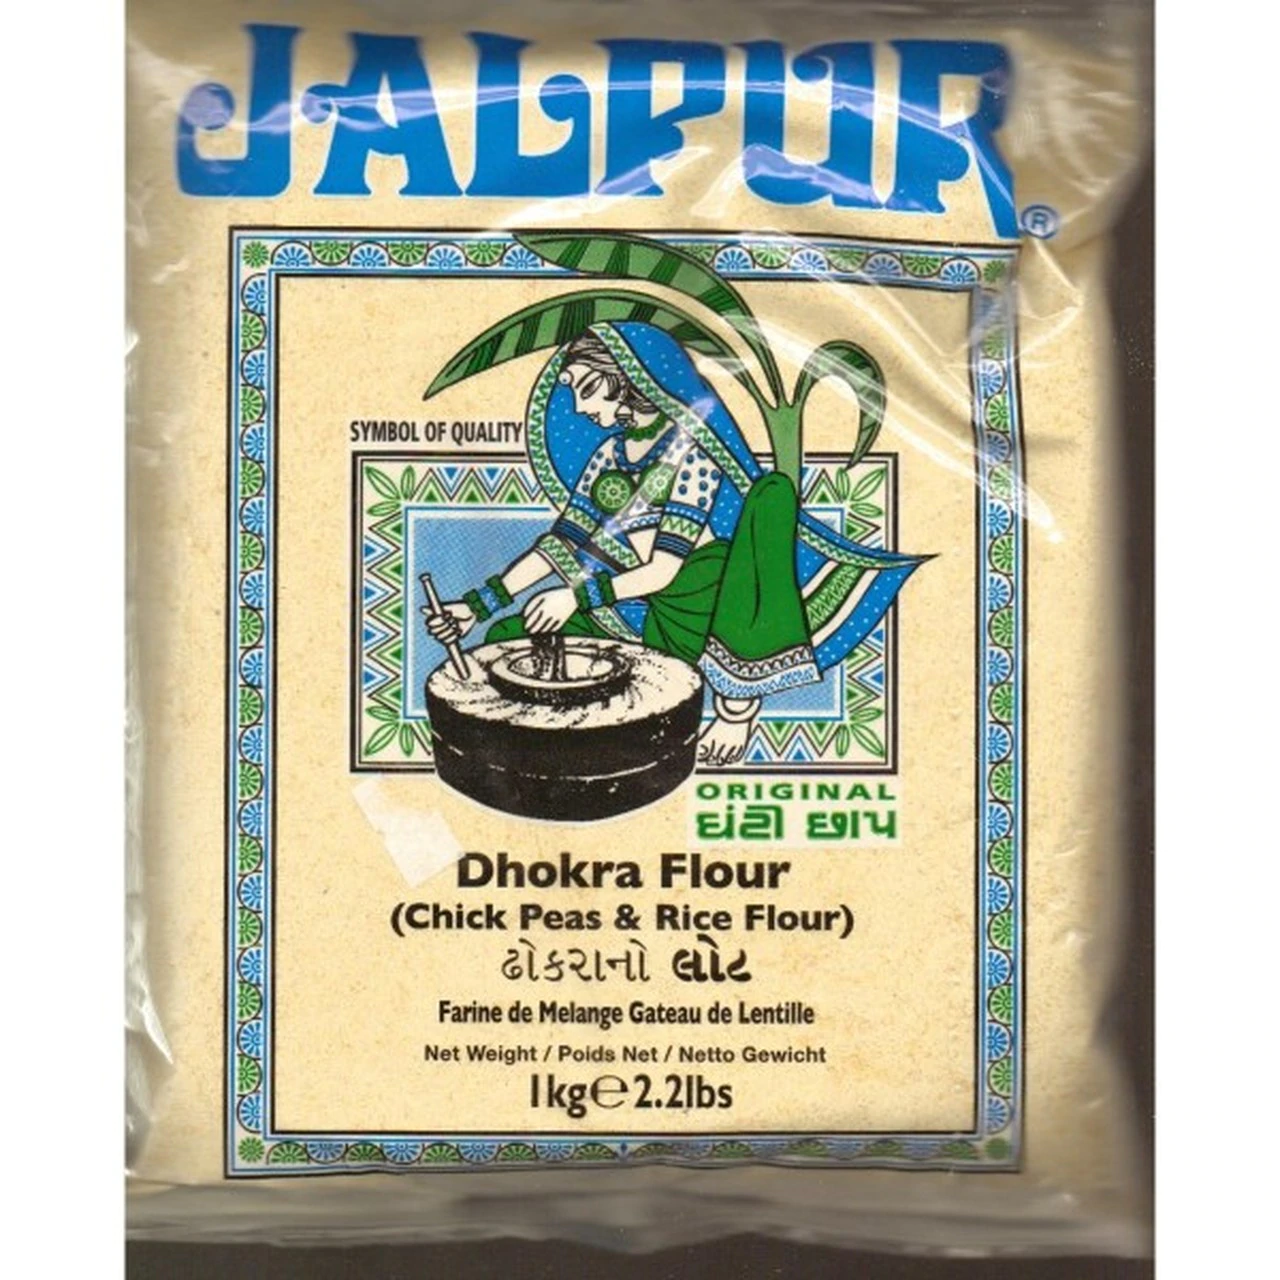 JALPUR®
SYMBOL OF QUALITY
ORIGINAL
ઘંટી છાપ
Dhokra Flour
(Chick Peas & Rice Flour)
ઢોકરાનો લોટ
Farine de Melange Gateau de Lentille
Net Weight / Poids Net / Netto Gewicht
1kg℮2.2lbs